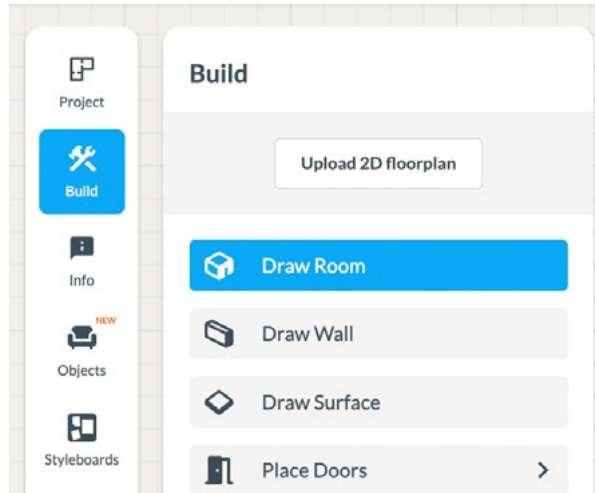 Project
Build
Info
NEW
Objects
Styleboards
Build
Upload 2D floorplan
Draw Room
Draw Wall
Draw Surface
Place Doors